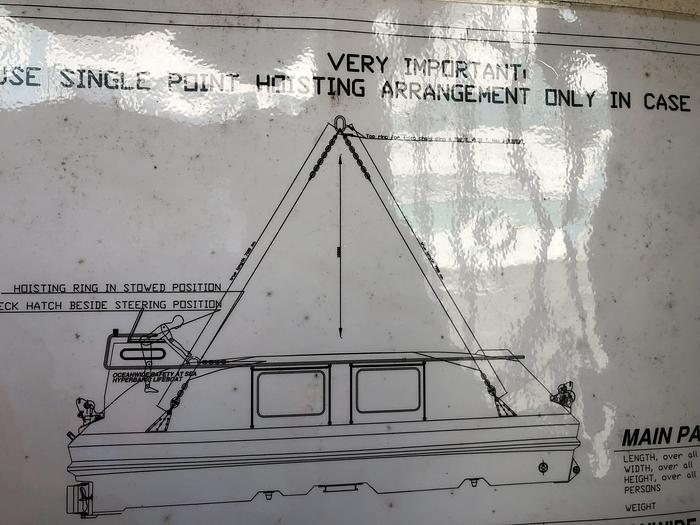 VERY IMPORTANT:
USE SINGLE POINT HOISTING ARRANGEMENT ONLY IN CASE
HOISTING RING IN STOWED POSITION
ECK HATCH BESIDE STEERING POSITION
OCEANWIDE SAFETY AT SEA
HYPERBARIC LIFEBOAT
MAIN PA
LENGTH, over all
WIDTH, over all
HEIGHT, over all
PERSONS
WEIGHT